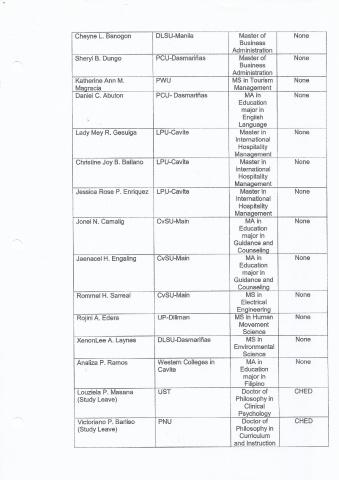 Cheyne L. Banogon DLSU-Manila Master of None
Business
Administration
Sheryl B. Dungo PCU-Dasmariñas Master of None
Business
Administration
Katherine Ann M. PWU MS in Tourism None
Magracia Management
Daniel C. Abuton PCU- Dasmariñas MA in None
Education
major in
English
Language
Lady Mey R. Gesulga LPU-Cavite Master in None
International
Hospitality
Management
Christine Joy B. Ballano LPU-Cavite Master in None
International
Hospitality
Management
Jessica Rose P. Enriquez LPU-Cavite Master in None
International
Hospitality
Management
Jonel N. Camalig CvSU-Main MA in None
Education
major in
Guidance and
Counseling
Jaenacel H. Engaling CvSU-Main MA in None
Education
major in
Guidance and
Counseling
Rommel H. Sarreal CvSU-Main MS in None
Electrical
Engineering
Rojini A. Edera UP-Diliman MS in Human None
Movement
Science
XenonLee A. Laynes DLSU-Dasmariñas MS in None
Environmental
Science
Analiza P. Ramos Western Colleges in MA in None
Cavite Education
major in
Filipino
Louziela P. Masana UST Doctor of CHED
(Study Leave) Philosophy in
Clinical
Psychology
Victoriano P. Barliso PNU Doctor of CHED
(Study Leave) Philosophy in
Curriculum
and Instruction